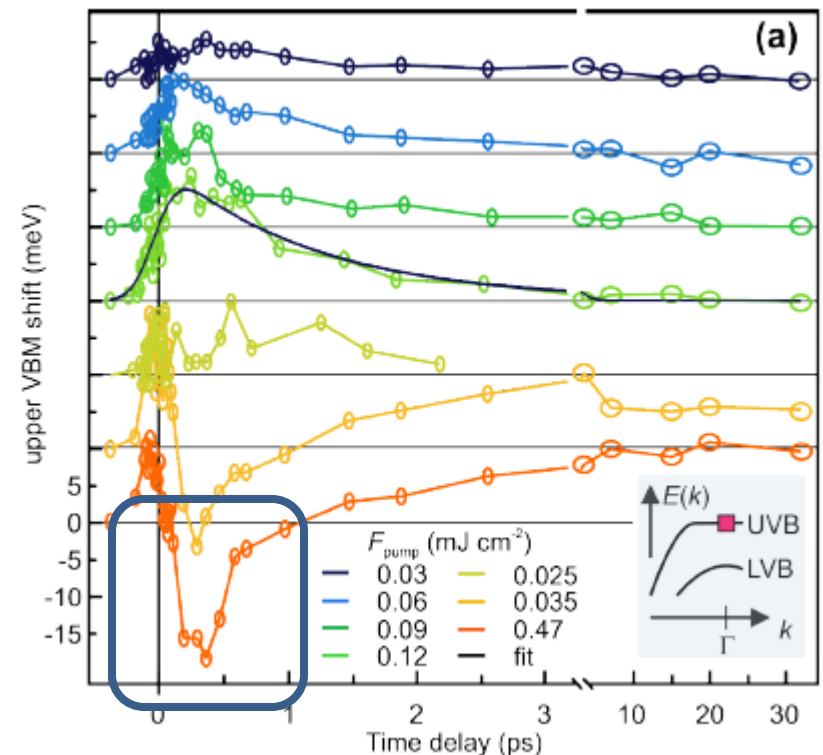 (a)
upper VBM shift (meV)
5
0
-5
-10
-15
F_pump (mJ cm⁻²)
0.03 0.025
0.06 0.035
0.09 0.47
0.12 fit
E(k)
UVB
LVB
k
Γ
0 1 2 3 10 20 30
Time delay (ps)